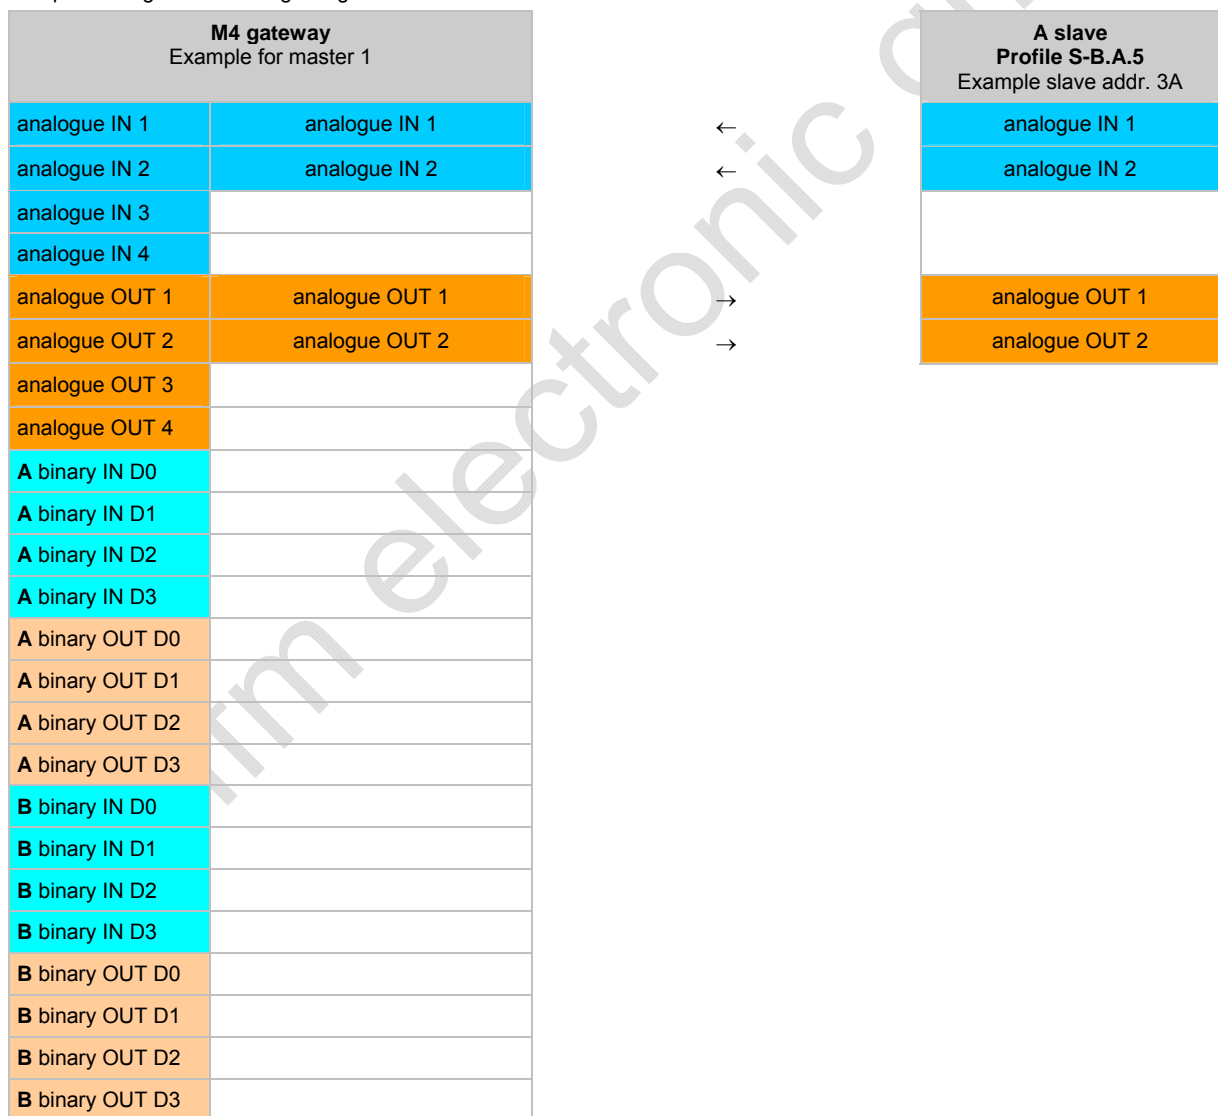 M4 gateway
Example for master 1
A slave
Profile S-B.A.5
Example slave addr. 3A
analogue IN 1 analogue IN 1 ← analogue IN 1
analogue IN 2 analogue IN 2 ← analogue IN 2
analogue IN 3
analogue IN 4
analogue OUT 1 analogue OUT 1 → analogue OUT 1
analogue OUT 2 analogue OUT 2 → analogue OUT 2
analogue OUT 3
analogue OUT 4
A binary IN D0
A binary IN D1
A binary IN D2
A binary IN D3
A binary OUT D0
A binary OUT D1
A binary OUT D2
A binary OUT D3
B binary IN D0
B binary IN D1
B binary IN D2
B binary IN D3
B binary OUT D0
B binary OUT D1
B binary OUT D2
B binary OUT D3
electronic